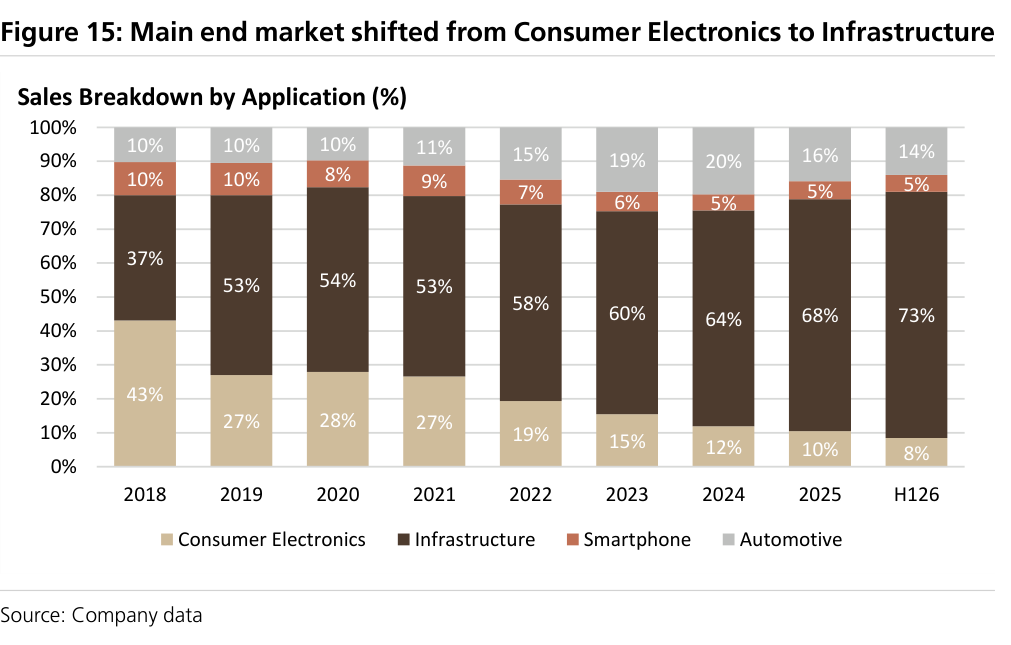 Figure 15: Main end market shifted from Consumer Electronics to Infrastructure
Sales Breakdown by Application (%)
100%
90%
80%
70%
60%
50%
40%
30%
20%
10%
0%
10% 10% 10% 11% 15% 19% 20% 16% 14%
10% 10% 8% 9% 7% 6% 5% 5% 5%
37% 53% 54% 53% 58% 60% 64% 68% 73%
43% 27% 28% 27% 19% 15% 12% 10% 8%
2018 2019 2020 2021 2022 2023 2024 2025 H126
Consumer Electronics Infrastructure Smartphone Automotive
Source: Company data